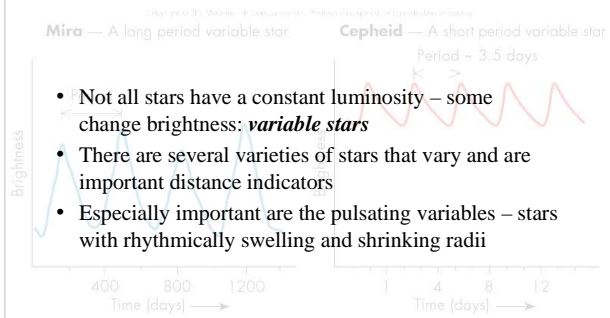 Mira — A long period variable star
Cepheid — A short period variable star
Period ~ 3.5 days
• Not all stars have a constant luminosity – some
change brightness: variable stars
• There are several varieties of stars that vary and are
important distance indicators
• Especially important are the pulsating variables – stars
with rhythmically swelling and shrinking radii
Brightness
Brightness
400 800 1200
Time (days)
1 4 8 12
Time (days)